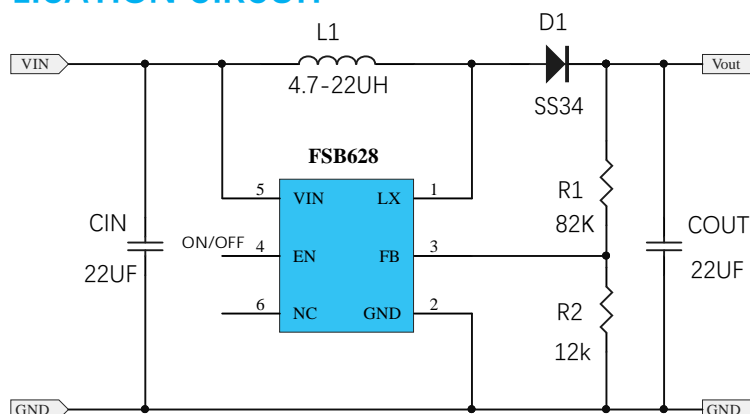 L1
D1
VIN
Vout
4.7-22UH
SS34
FSB628
5
VIN
LX
1
R1
82K
CIN
22UF
ON/OFF
4
EN
FB
3
COUT
22UF
6
NC
GND
2
R2
12k
GND
GND